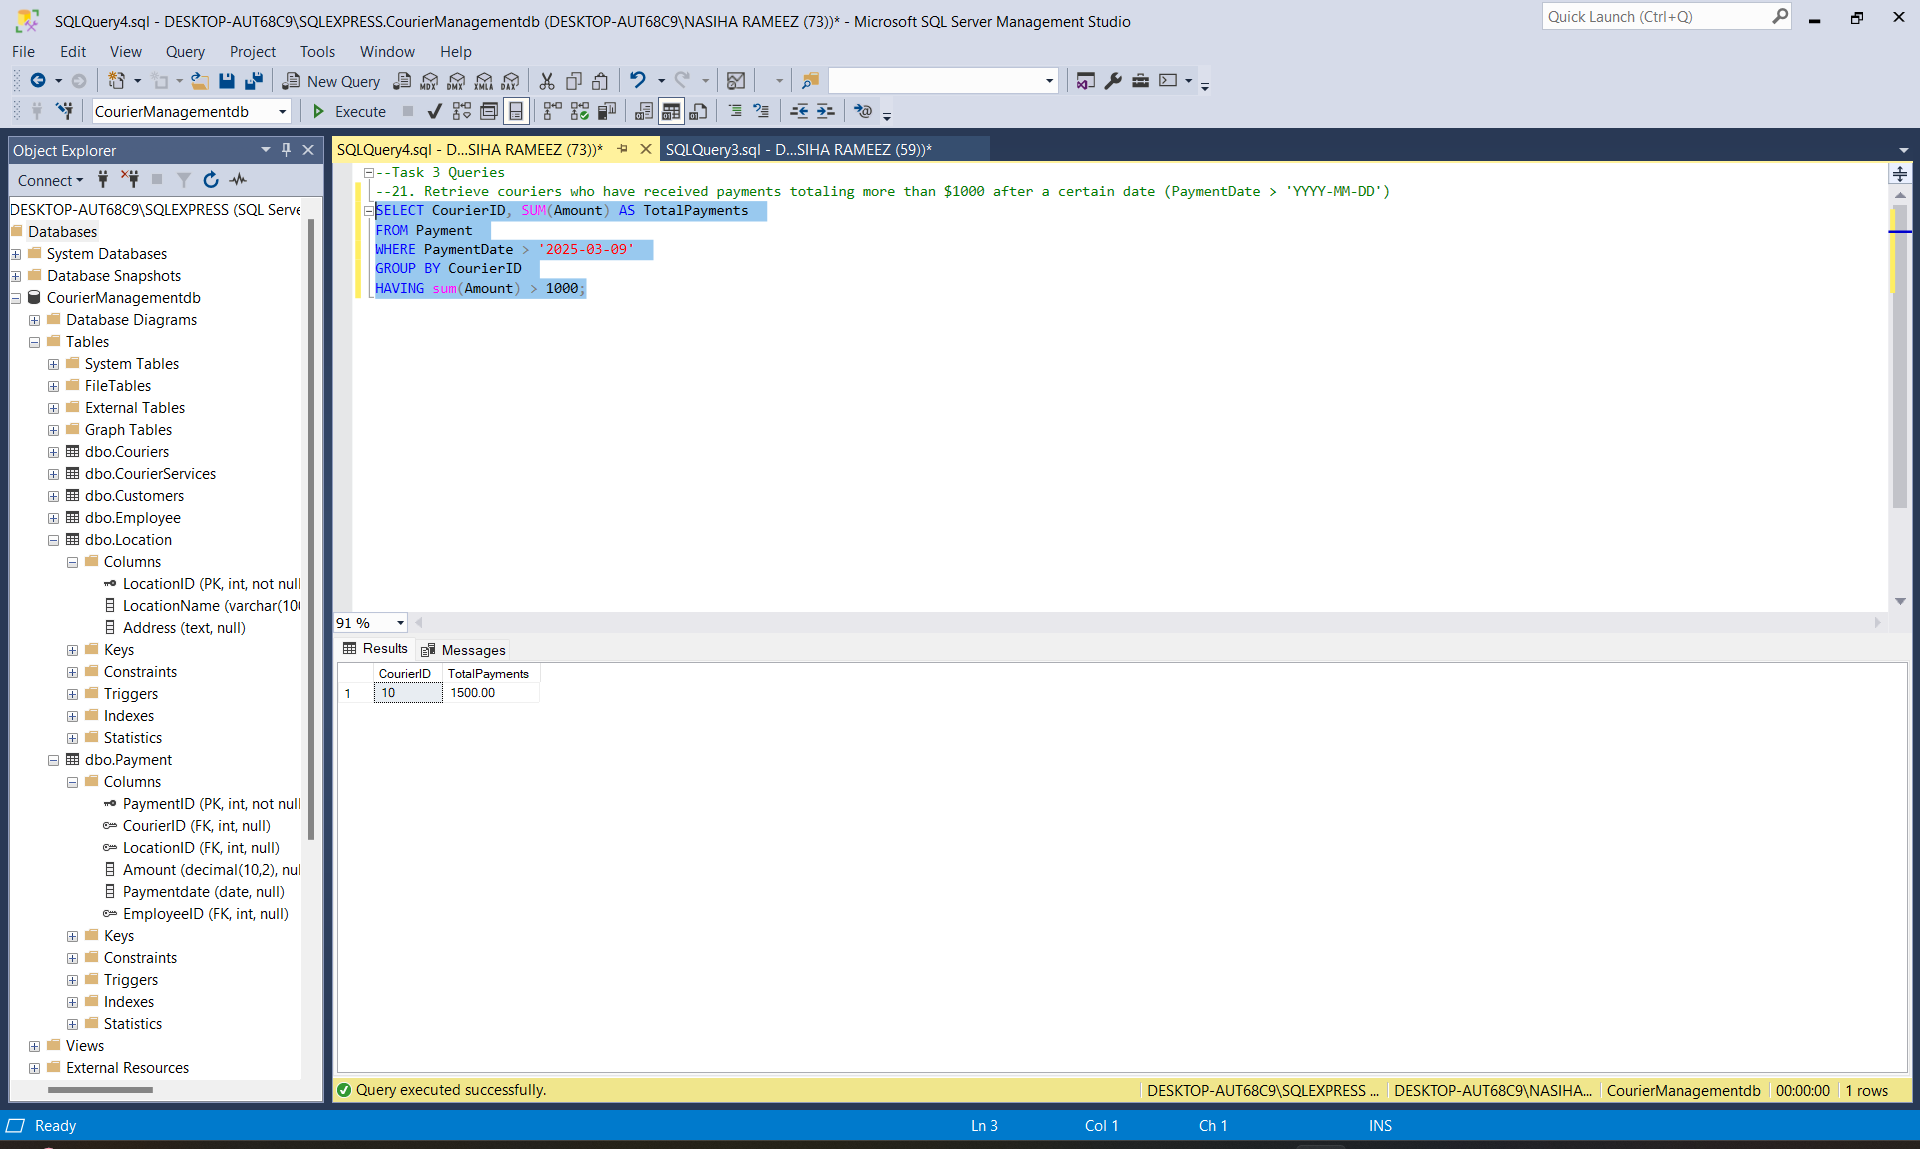 SQLQuery4.sql - DESKTOP-AUT68C9\SQLEXPRESS.CourierManagementdb (DESKTOP-AUT68C9\NASIHA RAMEEZ (73))* - Microsoft SQL Server Management Studio
Quick Launch (Ctrl+Q)
File Edit View Query Project Tools Window Help
New Query MDX DMX XMLA DAX
CourierManagementdb Execute
Object Explorer
SQLQuery4.sql - D...SIHA RAMEEZ (73))* SQLQuery3.sql - D...SIHA RAMEEZ (59))*
Connect
DESKTOP-AUT68C9\SQLEXPRESS (SQL Serve
Databases
System Databases
Database Snapshots
CourierManagementdb
Database Diagrams
Tables
System Tables
FileTables
External Tables
Graph Tables
dbo.Couriers
dbo.CourierServices
dbo.Customers
dbo.Employee
dbo.Location
Columns
LocationID (PK, int, not null
LocationName (varchar(100
Address (text, null)
Keys
Constraints
Triggers
Indexes
Statistics
dbo.Payment
Columns
PaymentID (PK, int, not null
CourierID (FK, int, null)
LocationID (FK, int, null)
Amount (decimal(10,2), nul
Paymentdate (date, null)
EmployeeID (FK, int, null)
Keys
Constraints
Triggers
Indexes
Statistics
Views
External Resources
--Task 3 Queries
--21. Retrieve couriers who have received payments totaling more than $1000 after a certain date (PaymentDate > 'YYYY-MM-DD')
SELECT CourierID, SUM(Amount) AS TotalPayments
FROM Payment
WHERE PaymentDate > '2025-03-09'
GROUP BY CourierID
HAVING sum(Amount) > 1000;
91 %
Results Messages
CourierID TotalPayments
1 10 1500.00
Query executed successfully. DESKTOP-AUT68C9\SQLEXPRESS ... DESKTOP-AUT68C9\NASIHA... CourierManagementdb 00:00:00 1 rows
Ready Ln 3 Col 1 Ch 1 INS